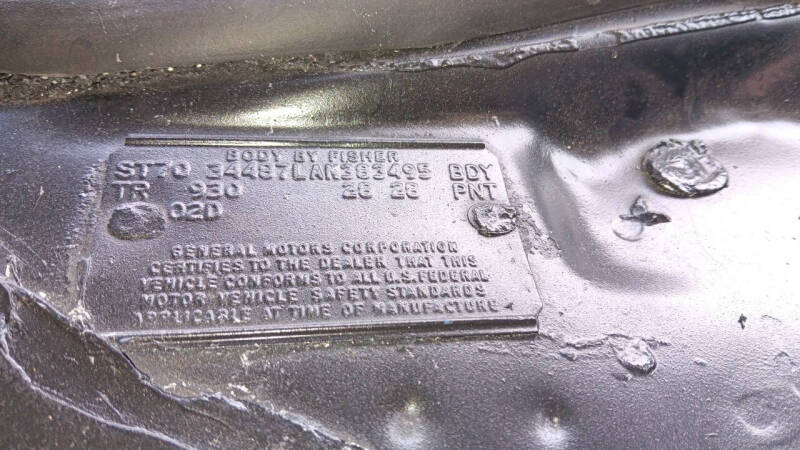 BODY BY FISHER
ST70 34487LAN383495 BDY
TR 930 28 28 PNT
02D
GENERAL MOTORS CORPORATION
CERTIFIES TO THE DEALER THAT THIS
VEHICLE CONFORMS TO ALL U.S. FEDERAL
MOTOR VEHICLE SAFETY STANDARDS
APPLICABLE AT TIME OF MANUFACTURE